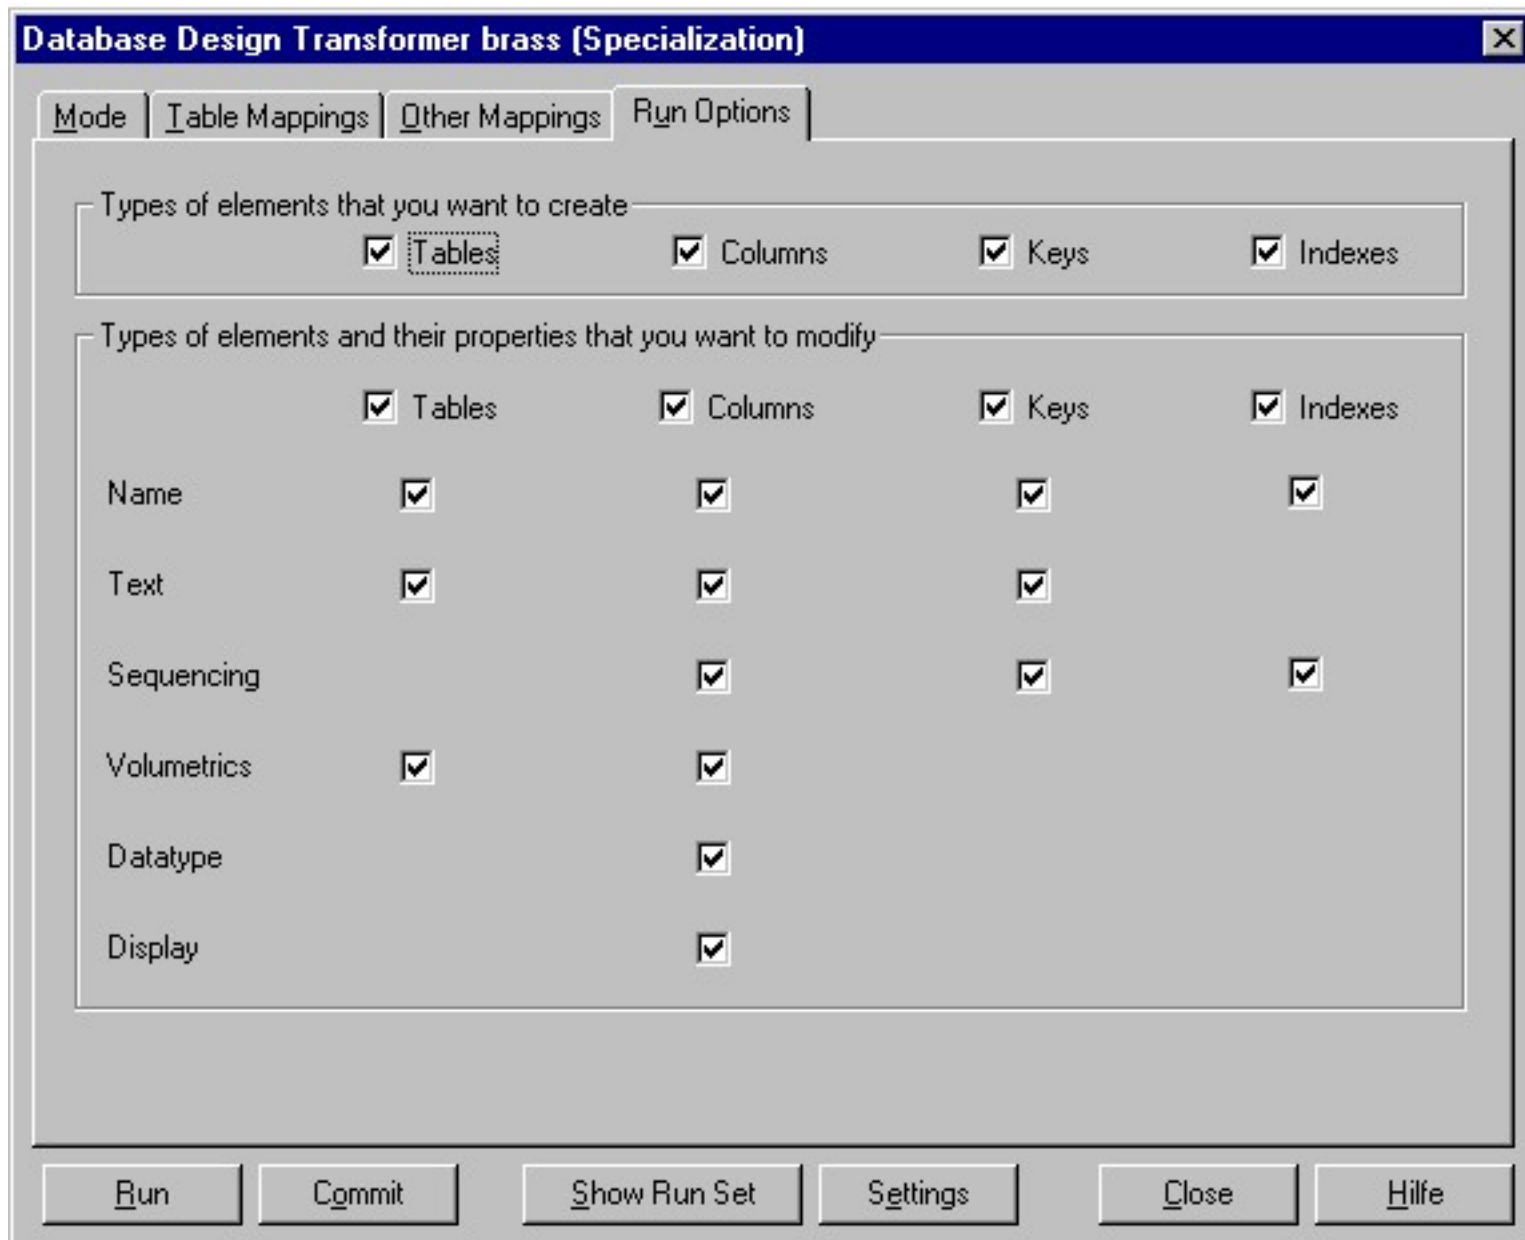 Database Design Transformer brass (Specialization)
Mode Table Mappings Other Mappings Run Options
Types of elements that you want to create
Tables Columns Keys Indexes
Types of elements and their properties that you want to modify
Tables Columns Keys Indexes
Name
Text
Sequencing
Volumetrics
Datatype
Display
Run Commit Show Run Set Settings Close Hilfe